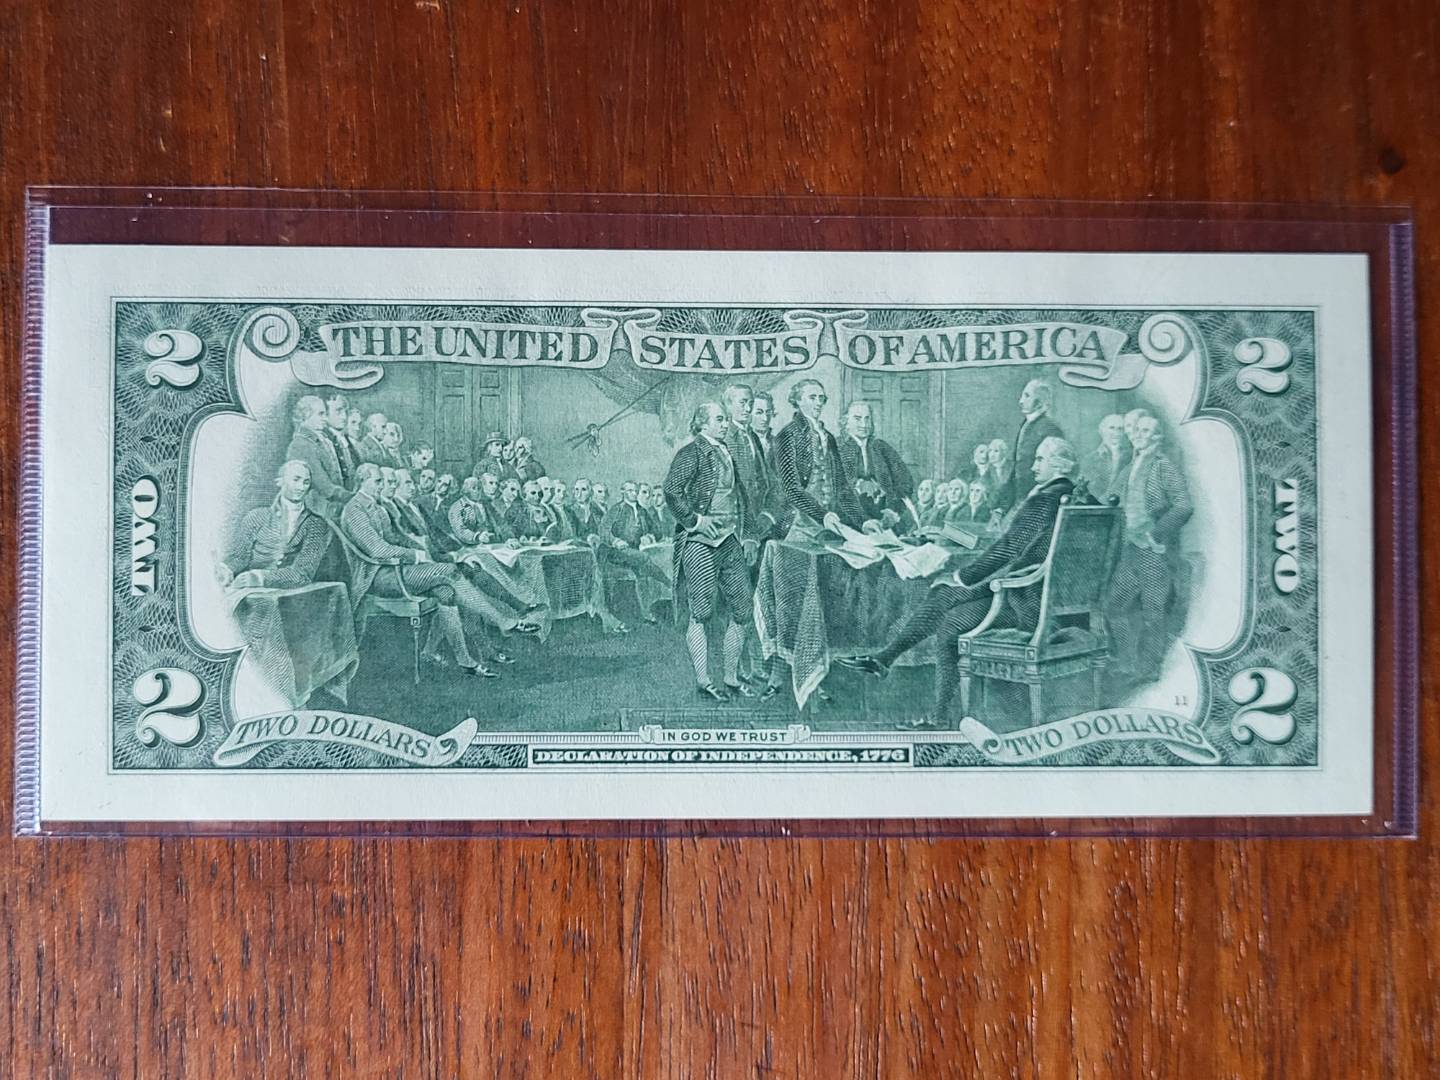 2 THE UNITED STATES OF AMERICA 2
TWO
TWO
2 2
TWO DOLLARS
IN GOD WE TRUST
TWO DOLLARS
DECLARATION OF INDEPENDENCE, 1776
11